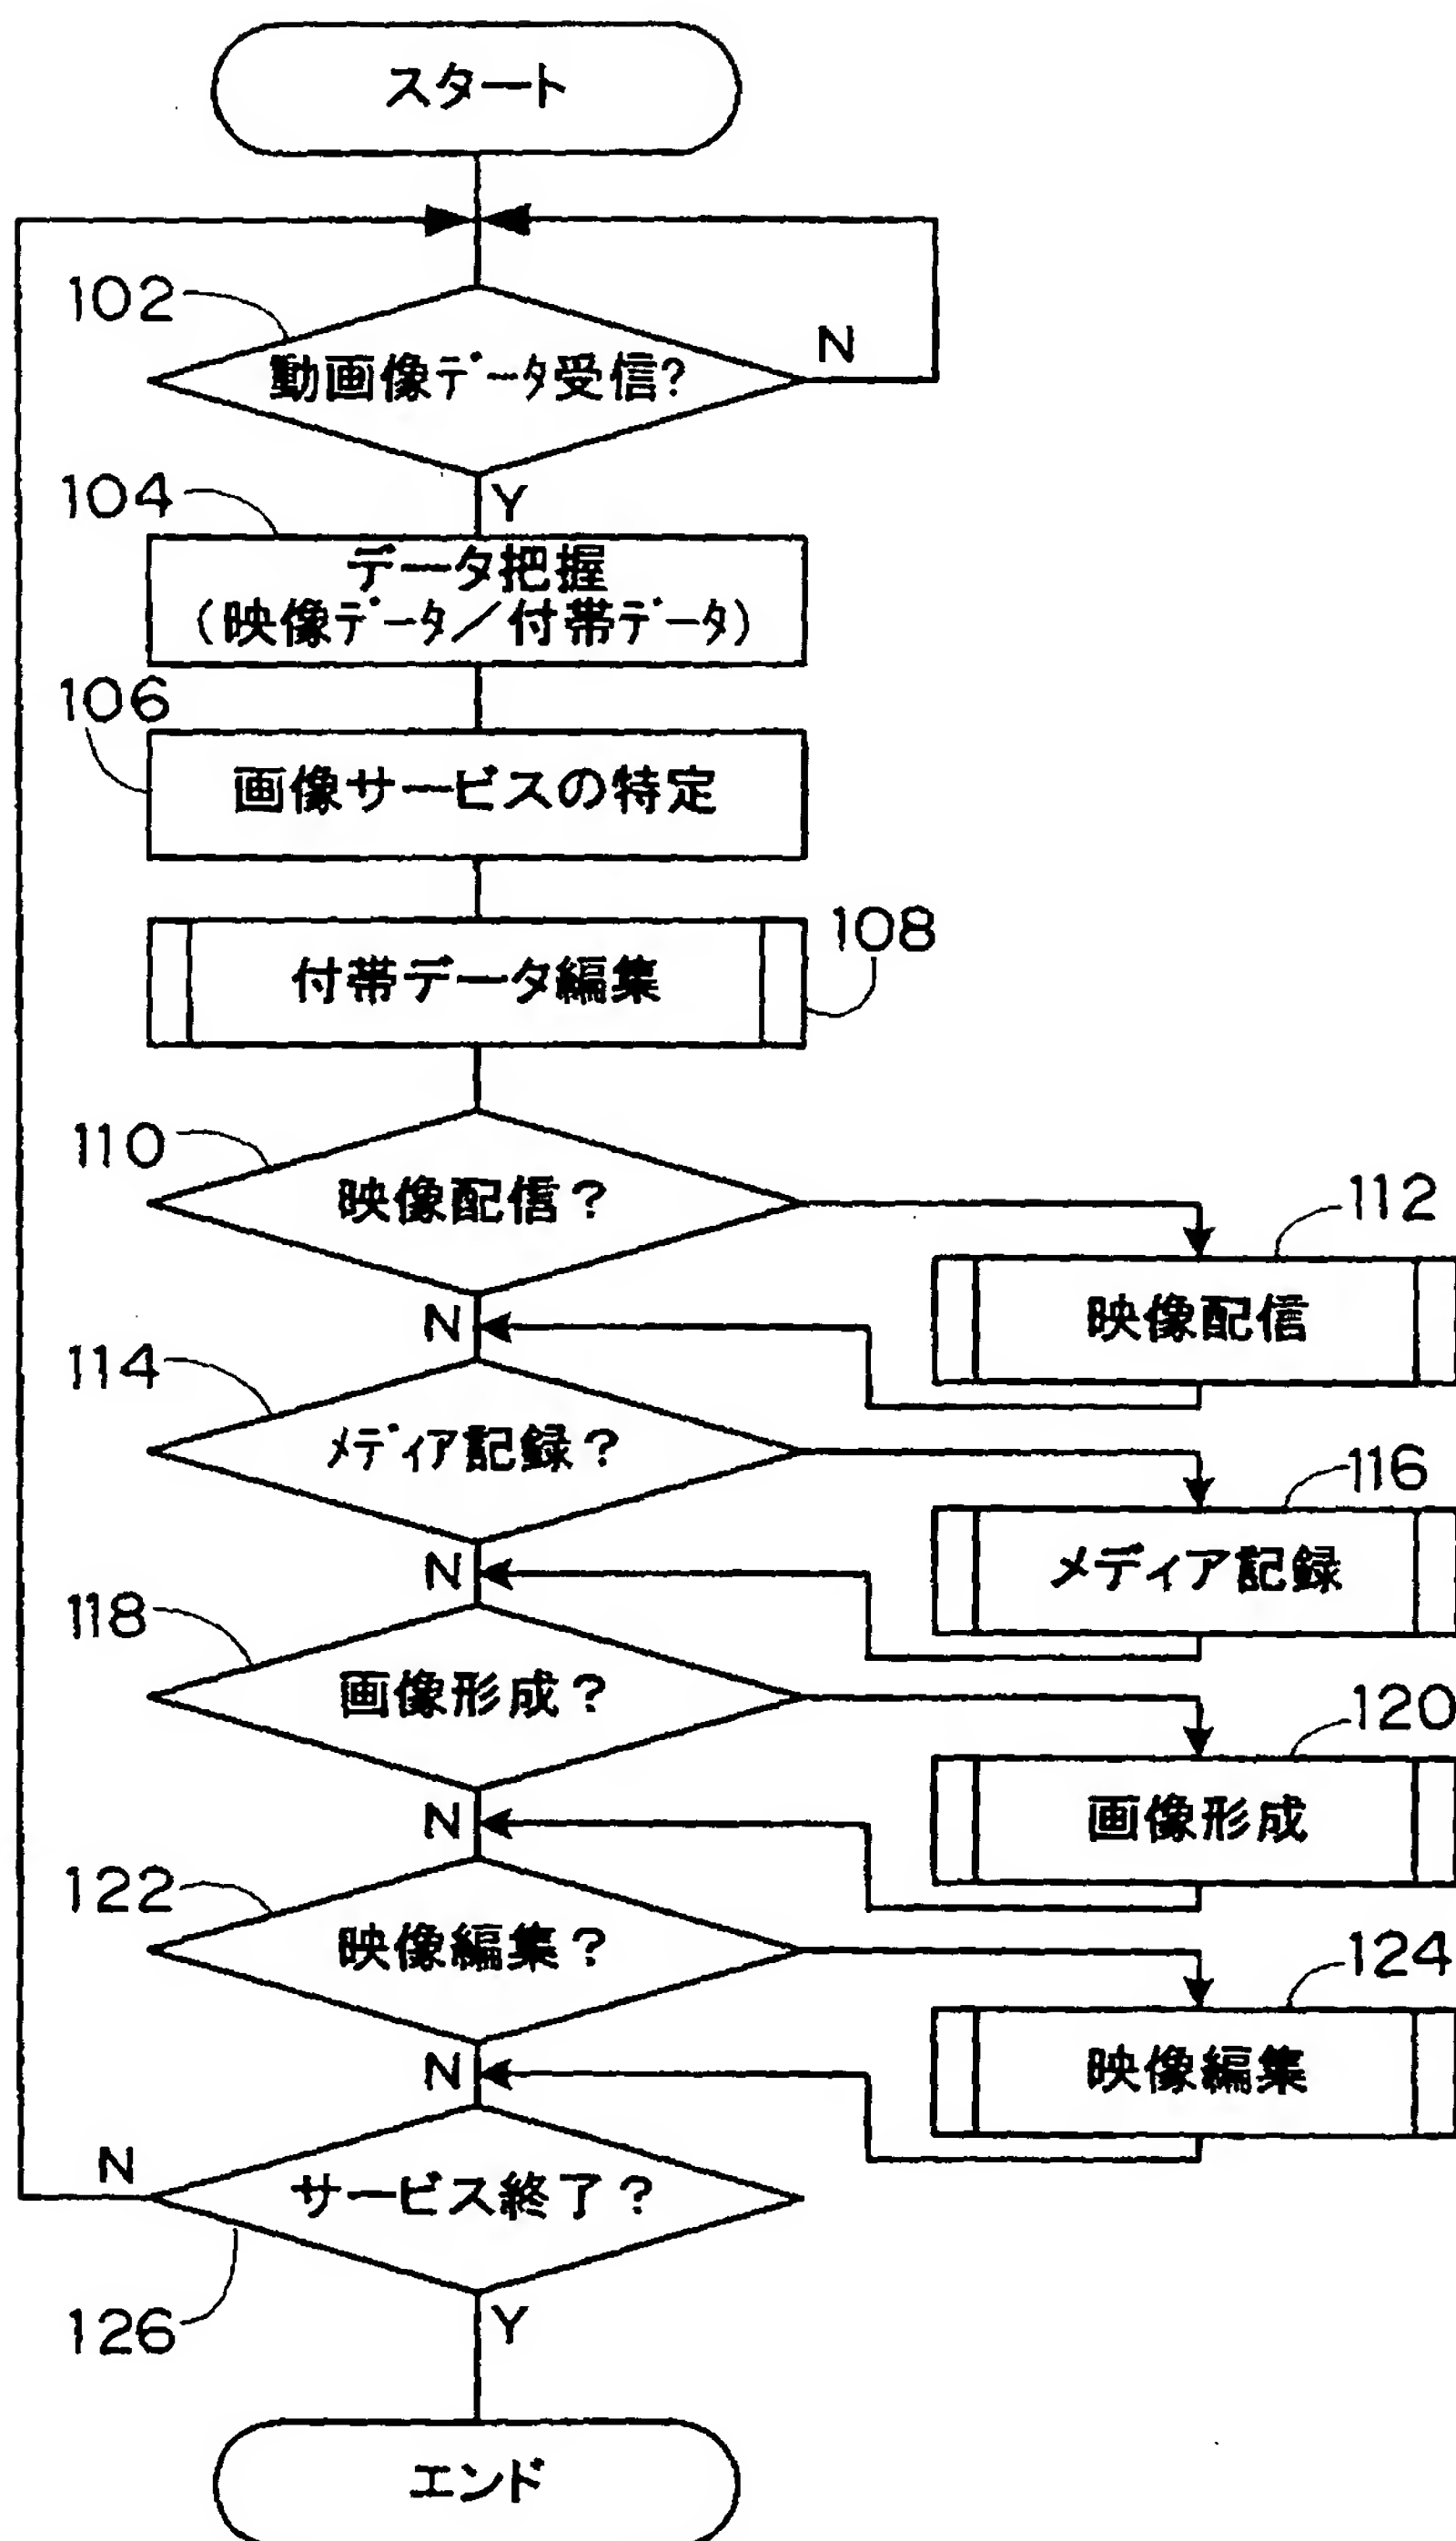 スタート
102
動画像データ受信?
N
Y
104
データ把握
(映像データ／付帯データ)
106
画像サービスの特定
108
付帯データ編集
110
映像配信？
112
映像配信
N
114
メディア記録？
116
メディア記録
N
118
画像形成？
120
画像形成
N
122
映像編集？
124
映像編集
N
サービス終了？
N
126
Y
エンド